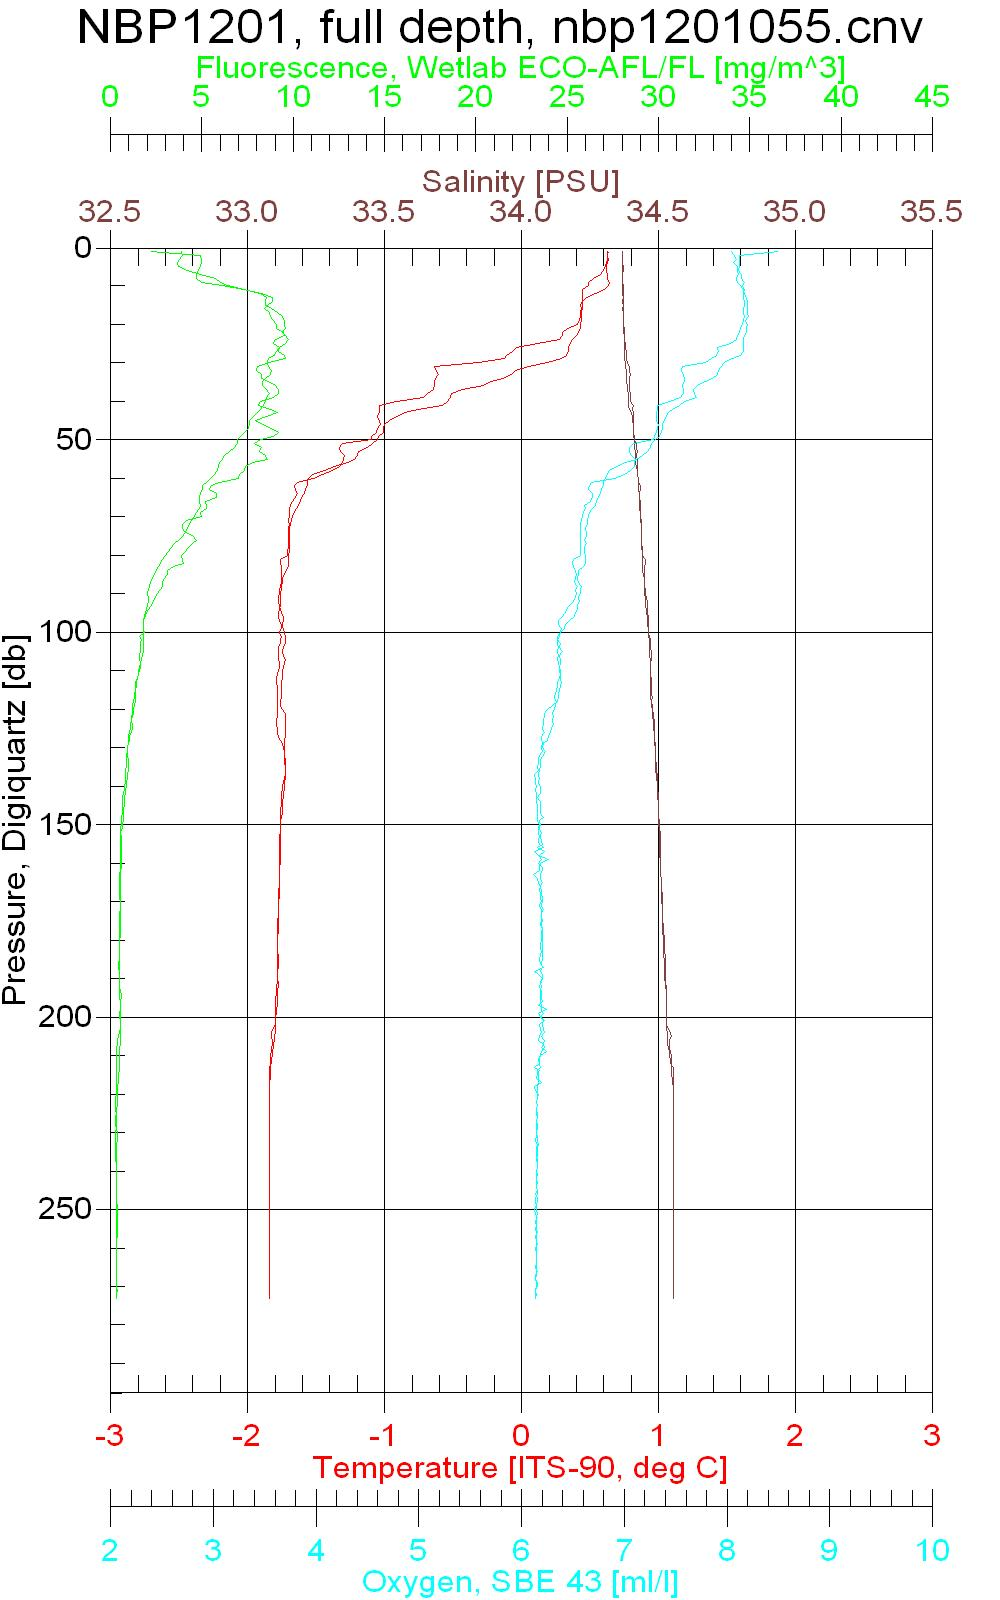 NBP1201, full depth, nbp1201055.cnv
Fluorescence, Wetlab ECO-AFL/FL [mg/m^3]
0 5 10 15 20 25 30 35 40 45
Salinity [PSU]
32.5 33.0 33.5 34.0 34.5 35.0 35.5
0
50
100
150
200
250
Pressure, Digiquartz [db]
-3 -2 -1 0 1 2 3
Temperature [ITS-90, deg C]
2 3 4 5 6 7 8 9 10
Oxygen, SBE 43 [ml/l]